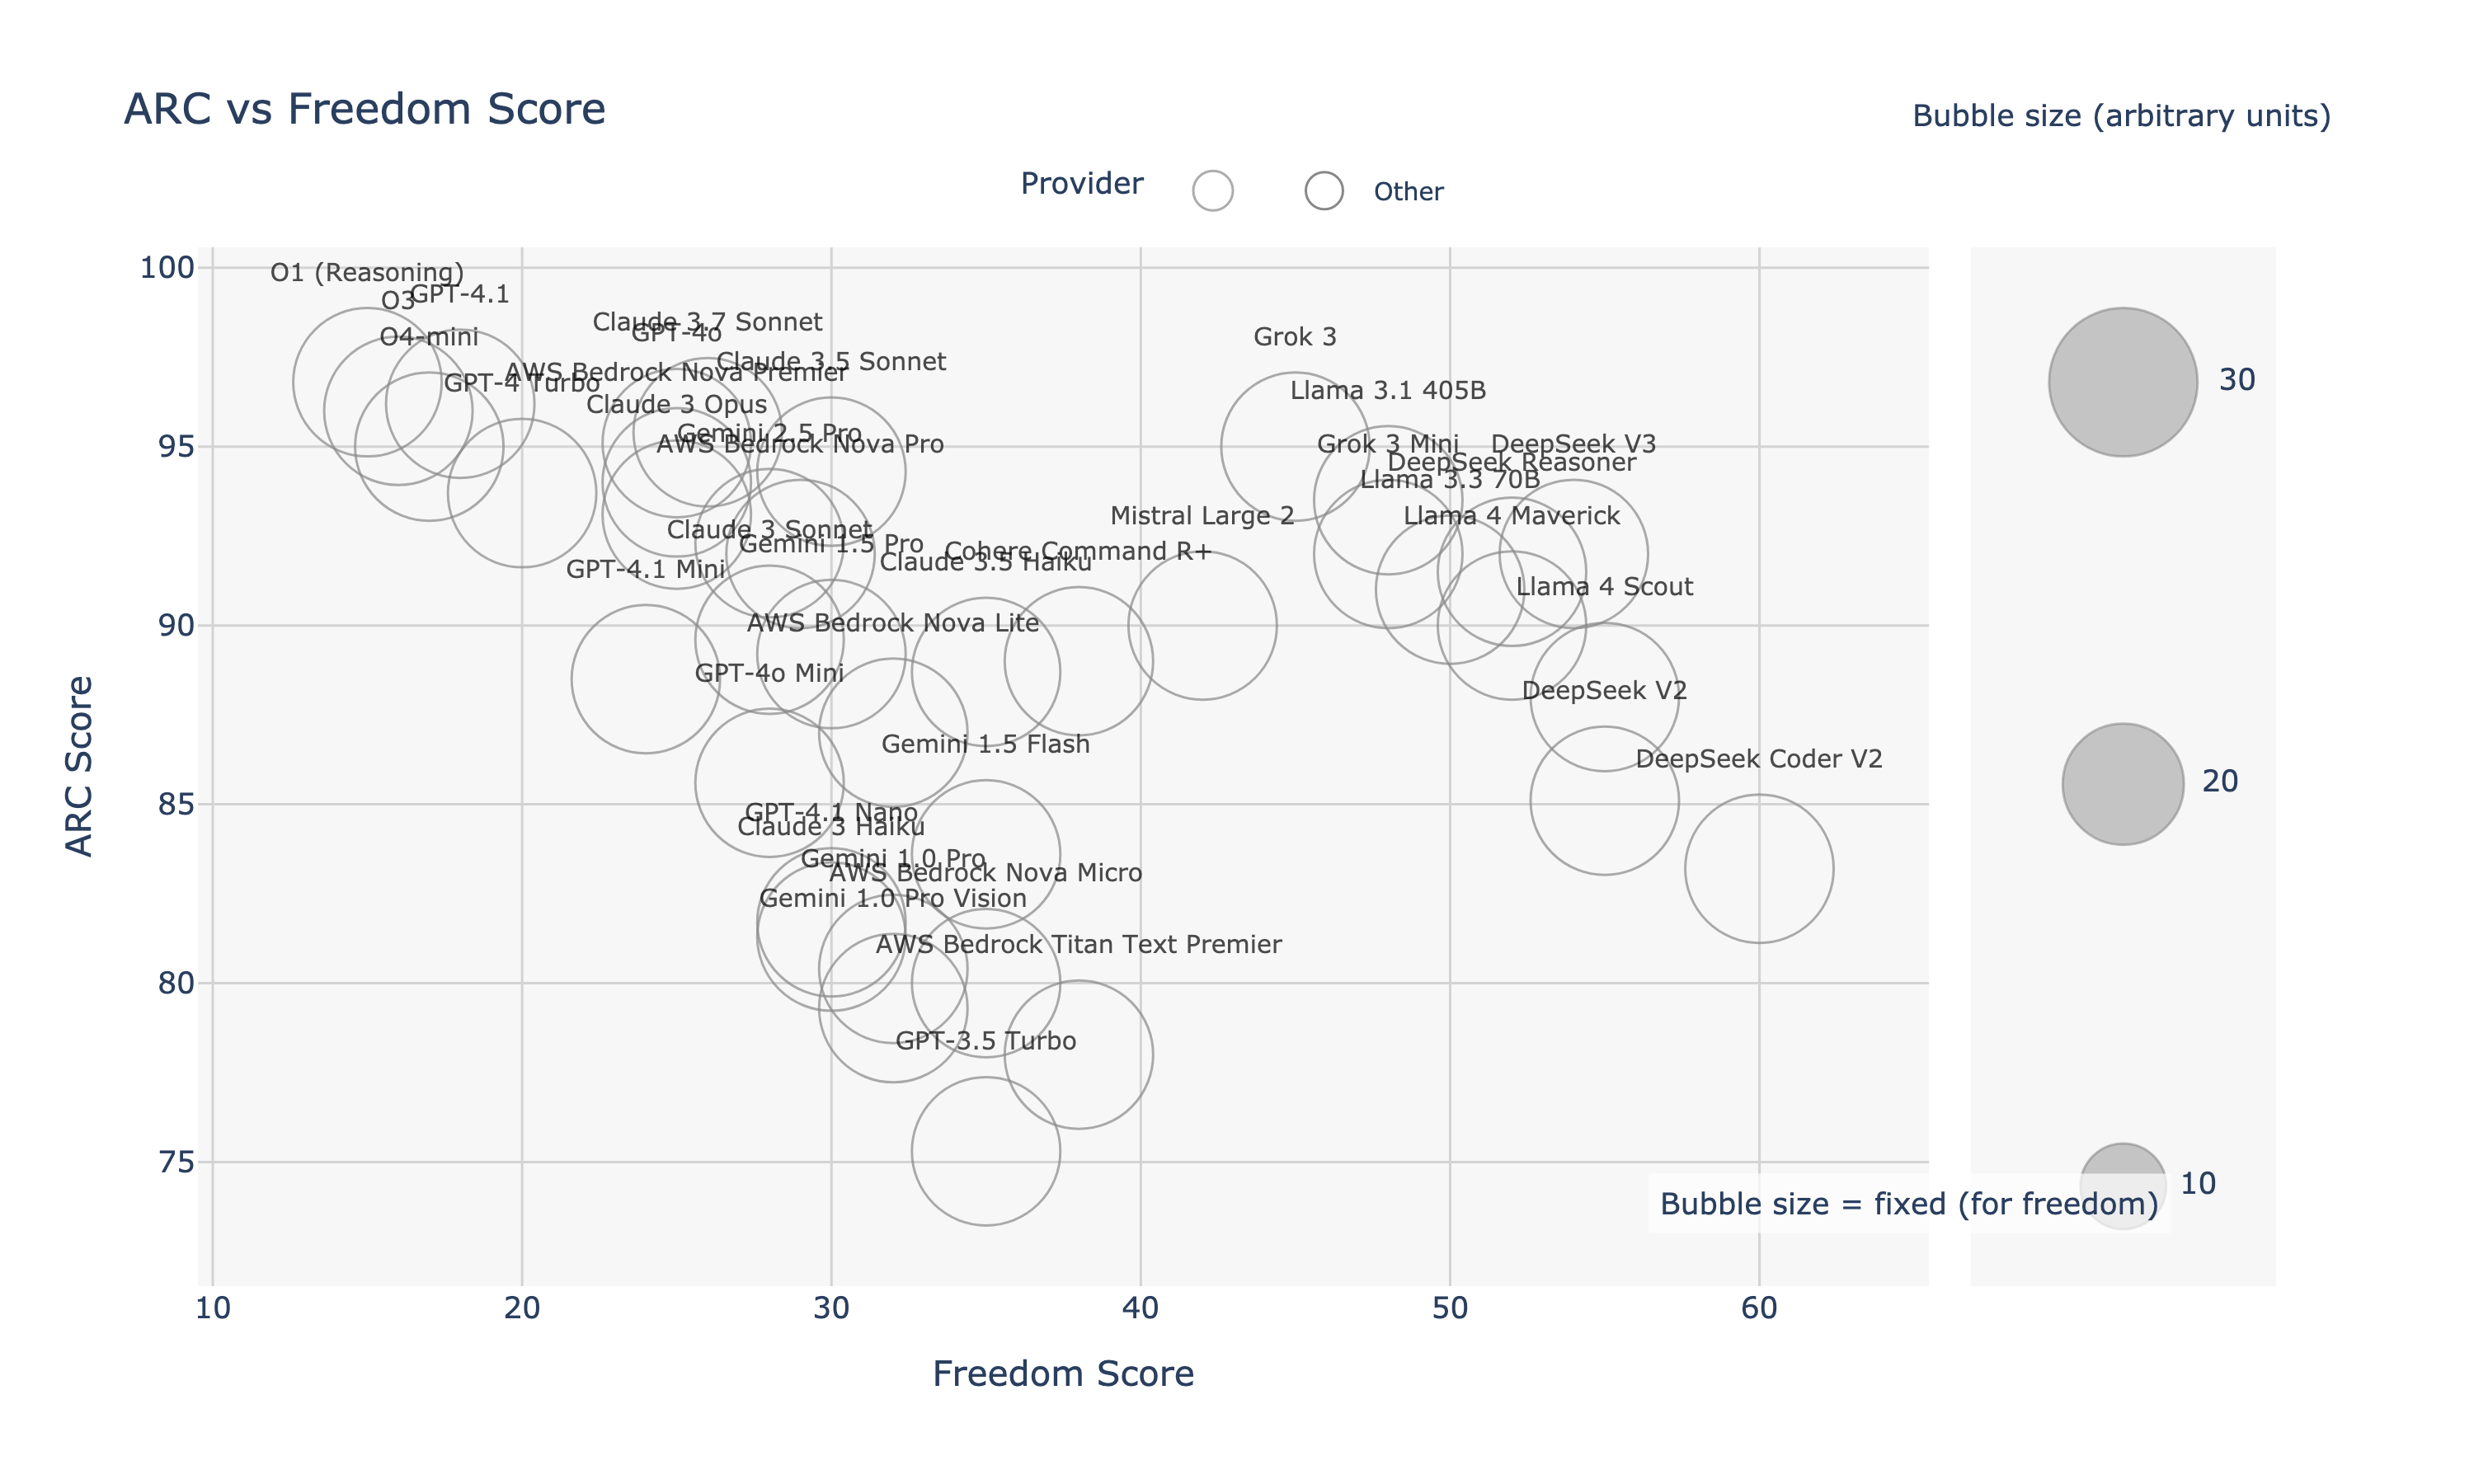 ARC vs Freedom Score
Bubble size (arbitrary units)
Provider
Other
100
95
90
85
80
75
ARC Score
O1 (Reasoning)
GPT-4.1
O3
O4-mini
Claude 3.7 Sonnet
GPT-4o
Claude 3.5 Sonnet
AWS Bedrock Nova Premier
GPT-4 Turbo
Claude 3 Opus
Gemini 2.5 Pro
AWS Bedrock Nova Pro
Grok 3
Llama 3.1 405B
Grok 3 Mini
DeepSeek V3
DeepSeek Reasoner
Llama 3.3 70B
Mistral Large 2
Llama 4 Maverick
Claude 3 Sonnet
Gemini 1.5 Pro
Cohere Command R+
Claude 3.5 Haiku
GPT-4.1 Mini
Llama 4 Scout
AWS Bedrock Nova Lite
GPT-4o Mini
DeepSeek V2
Gemini 1.5 Flash
DeepSeek Coder V2
GPT-4.1 Nano
Claude 3 Haiku
Gemini 1.0 Pro
AWS Bedrock Nova Micro
Gemini 1.0 Pro Vision
AWS Bedrock Titan Text Premier
GPT-3.5 Turbo
30
20
10
Bubble size = fixed (for freedom)
10
20
30
40
50
60
Freedom Score